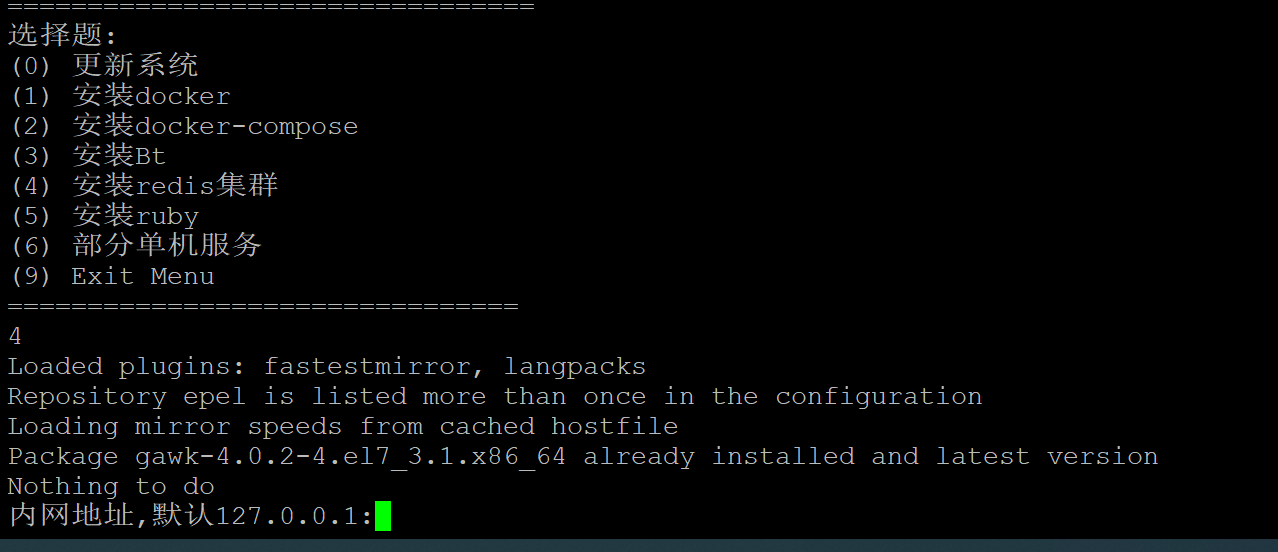 =================================
选择题:
(0) 更新系统
(1) 安装docker
(2) 安装docker-compose
(3) 安装Bt
(4) 安装redis集群
(5) 安装ruby
(6) 部分单机服务
(9) Exit Menu
================================
4
Loaded plugins: fastestmirror, langpacks
Repository epel is listed more than once in the configuration
Loading mirror speeds from cached hostfile
Package gawk-4.0.2-4.el7_3.1.x86_64 already installed and latest version
Nothing to do
内网地址,默认127.0.0.1: